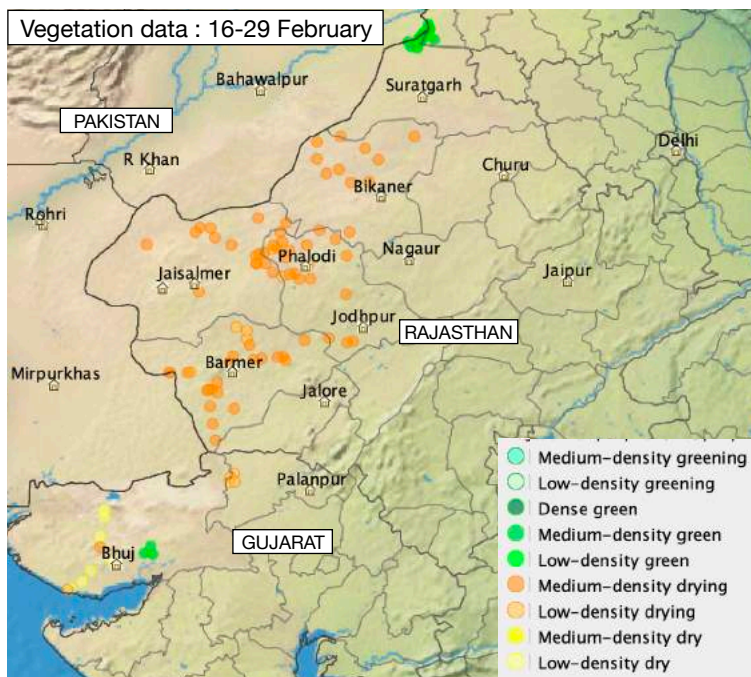 Vegetation data : 16-29 February
Bahawalpur
Suratgarh
PAKISTAN
Delhi
R Khan
Churu
Bikaner
Rohri
Nagaur
Phalodi
Jaisalmer
Jaipur
Jodhpur
RAJASTHAN
Barmer
Mirpurkhas
Jalore
Palanpur
GUJARAT
Bhuj
Medium-density greening
Low-density greening
Dense green
Medium-density green
Low-density green
Medium-density drying
Low-density drying
Medium-density dry
Low-density dry